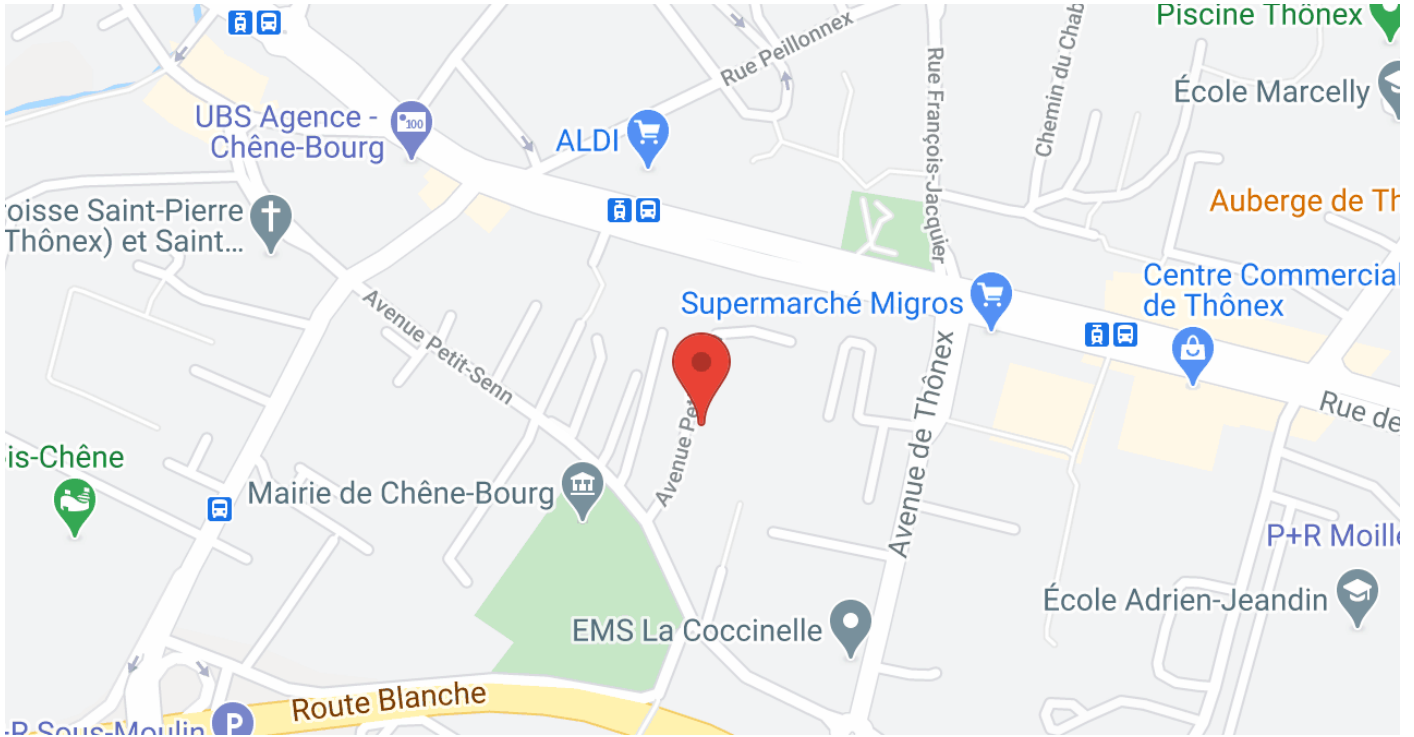 Piscine Thônex
Rue Peillonnex
Rue François-Jacquier
Chemin du Chab
École Marcelly
UBS Agence -
Chêne-Bourg
100
ALDI
oisse Saint-Pierre
Thônex) et Saint...
Auberge de Th
Centre Commercial
de Thônex
Supermarché Migros
Avenue Petit-Senn
Avenue Pet
Avenue de Thônex
Rue de
is-Chêne
Mairie de Chêne-Bourg
P+R Moille
École Adrien-Jeandin
EMS La Coccinelle
Route Blanche
-R Sous-Moulin
P